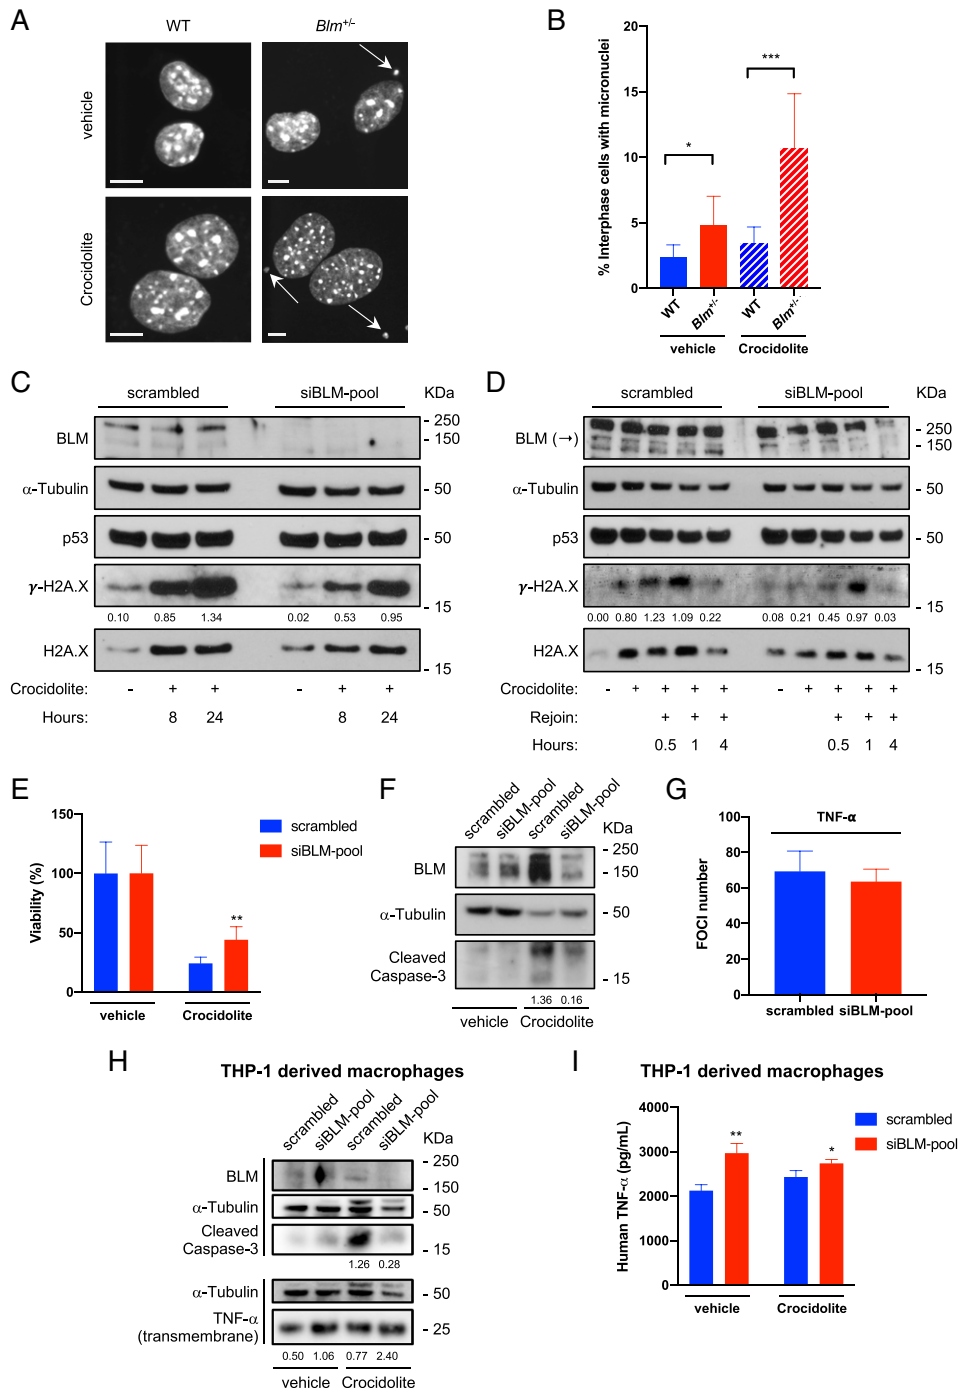 A
WT
Blm+/-
vehicle
Crocidolite
B
% Interphase cells with micronuclei
20
15
10
5
0
*
***
WT
Blm+/-
WT
Blm+/-
vehicle
Crocidolite
C
scrambled
siBLM-pool
KDa
BLM
- 250
- 150
α-Tubulin
- 50
p53
- 50
γ-H2A.X
- 15
0.10 0.85 1.34 0.02 0.53 0.95
H2A.X
- 15
Crocidolite: - + + - + +
Hours: 8 24 8 24
D
scrambled
siBLM-pool
KDa
BLM (→)
- 250
- 150
α-Tubulin
- 50
p53
- 50
γ-H2A.X
- 15
0.00 0.80 1.23 1.09 0.22 0.08 0.21 0.45 0.97 0.03
H2A.X
- 15
Crocidolite: - + + + + - + + + +
Rejoin: + + + + + +
Hours: 0.5 1 4 0.5 1 4
E
Viability (%)
150
100
50
0
**
vehicle
Crocidolite
scrambled
siBLM-pool
F
scrambled
siBLM-pool
scrambled
siBLM-pool
KDa
BLM
- 250
- 150
α-Tubulin
- 50
Cleaved
Caspase-3
- 15
1.36 0.16
vehicle Crocidolite
G
FOCI number
100
80
60
40
20
0
TNF-α
scrambled siBLM-pool
H
THP-1 derived macrophages
scrambled
siBLM-pool
scrambled
siBLM-pool
KDa
BLM
- 250
- 150
α-Tubulin
- 50
Cleaved
Caspase-3
- 15
1.26 0.28
α-Tubulin
- 50
TNF-α
(transmembrane)
- 25
0.50 1.06 0.77 2.40
vehicle Crocidolite
I
THP-1 derived macrophages
Human TNF-α (pg/mL)
4000
3000
2000
1000
0
**
*
vehicle
Crocidolite
scrambled
siBLM-pool